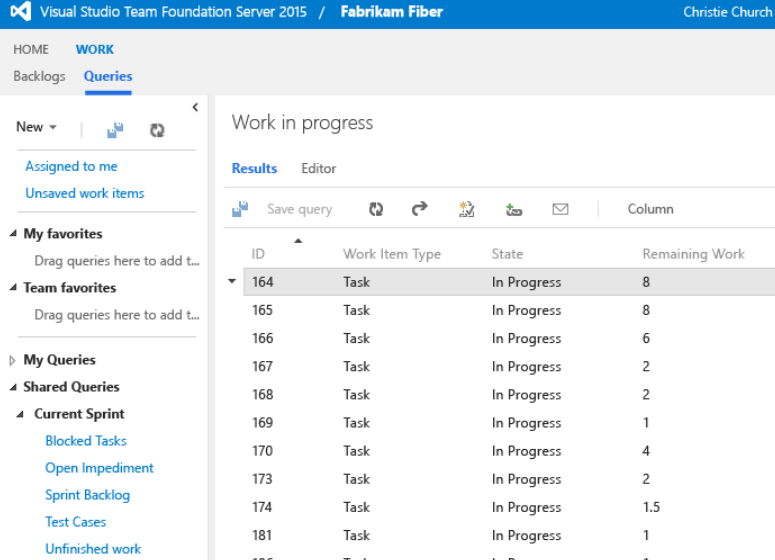 Visual Studio Team Foundation Server 2015 / Fabrikam Fiber Christie Church
HOME WORK
Backlogs Queries
New
Assigned to me
Unsaved work items
My favorites
Drag queries here to add t...
Team favorites
Drag queries here to add t...
My Queries
Shared Queries
Current Sprint
Blocked Tasks
Open Impediment
Sprint Backlog
Test Cases
Unfinished work
Work in progress
Results Editor
Save query Column
ID Work Item Type State Remaining Work
164 Task In Progress 8
165 Task In Progress 8
166 Task In Progress 6
167 Task In Progress 2
168 Task In Progress 2
169 Task In Progress 1
170 Task In Progress 4
173 Task In Progress 2
174 Task In Progress 1.5
181 Task In Progress 1